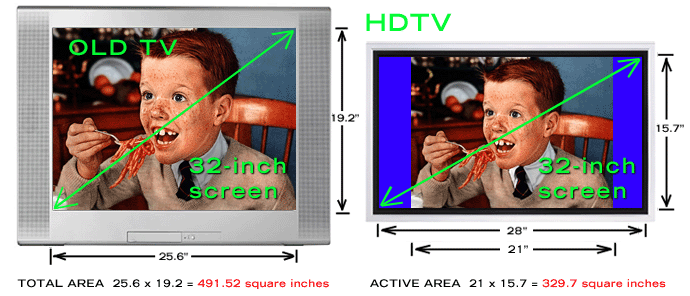 OLD TV
32-inch
screen
19.2"
25.6"
TOTAL AREA 25.6 x 19.2 = 491.52 square inches
HDTV
32-inch
screen
15.7"
28"
21"
ACTIVE AREA 21 x 15.7 = 329.7 square inches